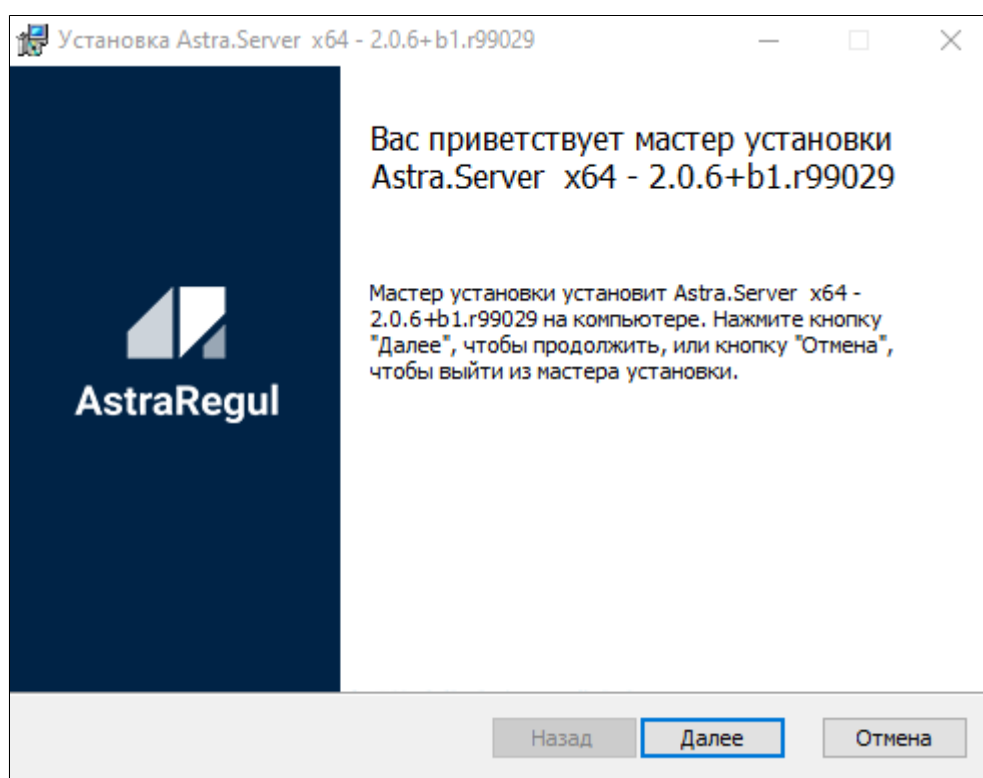 Установка Astra.Server x64 - 2.0.6+b1.r99029
Вас приветствует мастер установки
Astra.Server x64 - 2.0.6+b1.r99029
Мастер установки установит Astra.Server x64 -
2.0.6+b1.r99029 на компьютере. Нажмите кнопку
"Далее", чтобы продолжить, или кнопку "Отмена",
чтобы выйти из мастера установки.
AstraRegul
Назад
Далее
Отмена